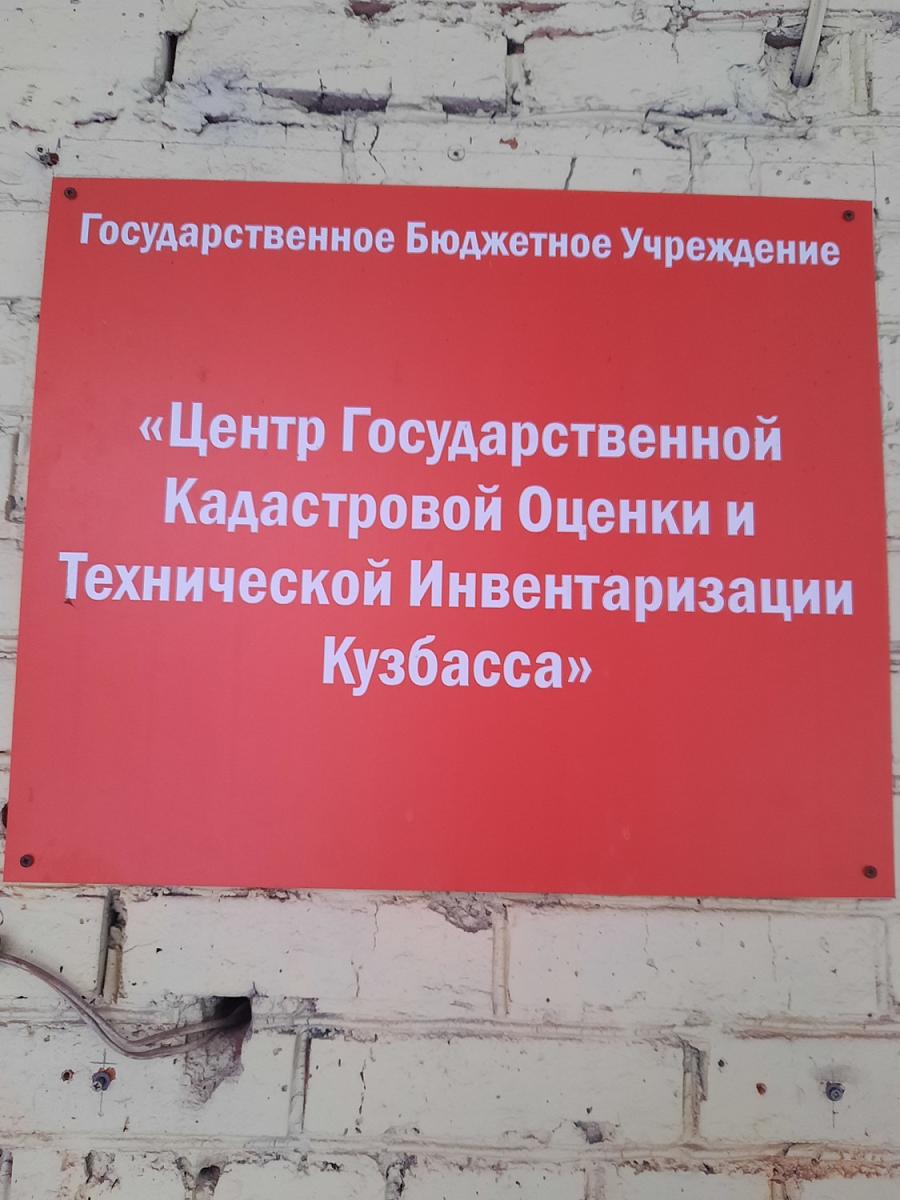 Государственное Бюджетное Учреждение
«Центр Государственной
Кадастровой Оценки и
Технической Инвентаризации
Кузбасса»